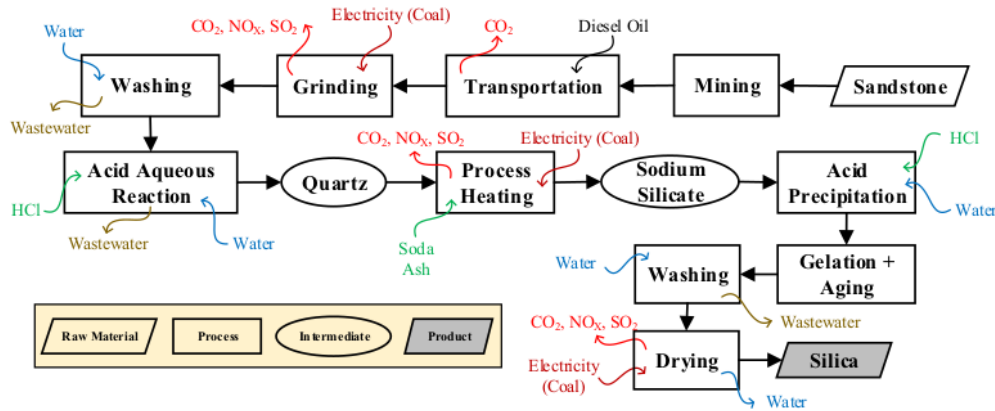 CO2, NOX, SO2
Electricity (Coal)
CO2
Diesel Oil
Water
Washing
Grinding
Transportation
Mining
Sandstone
Wastewater
HCl
Acid Aqueous
Reaction
Quartz
CO2, NOX, SO2
Electricity (Coal)
Process
Heating
Sodium
Silicate
HCl
Acid
Precipitation
HCl
Wastewater
Water
Soda
Ash
Water
Water
Washing
Gelation +
Aging
Wastewater
CO2, NOX, SO2
Electricity
(Coal)
Drying
Silica
Water
Raw Material
Process
Intermediate
Product